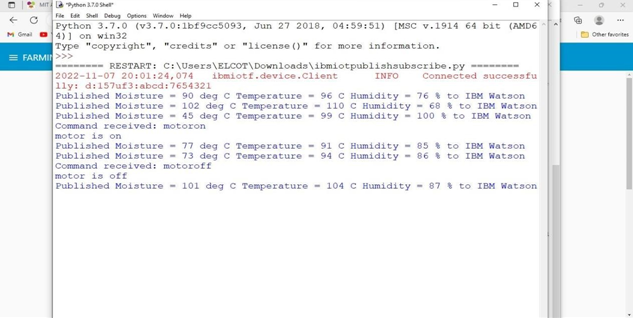 MIT A
*Python 3.7.0 Shell*
File Edit Shell Debug Options Window Help
Gmail
Other favorites
FARMIN
Python 3.7.0 (v3.7.0:1bf9cc5093, Jun 27 2018, 04:59:51) [MSC v.1914 64 bit (AMD6
4)] on win32
Type "copyright", "credits" or "license()" for more information.
>>>
======== RESTART: C:\Users\ELCOT\Downloads\ibmiotpublishsubscribe.py ========
2022-11-07 20:01:24,074 ibmiotf.device.Client INFO Connected successfu
lly: d:157uf3:abcd:7654321
Published Moisture = 90 deg C Temperature = 96 C Humidity = 76 % to IBM Watson
Published Moisture = 102 deg C Temperature = 110 C Humidity = 68 % to IBM Watson
Published Moisture = 45 deg C Temperature = 99 C Humidity = 100 % to IBM Watson
Command received: motoron
motor is on
Published Moisture = 77 deg C Temperature = 91 C Humidity = 85 % to IBM Watson
Published Moisture = 73 deg C Temperature = 94 C Humidity = 86 % to IBM Watson
Command received: motoroff
motor is off
Published Moisture = 101 deg C Temperature = 104 C Humidity = 87 % to IBM Watson